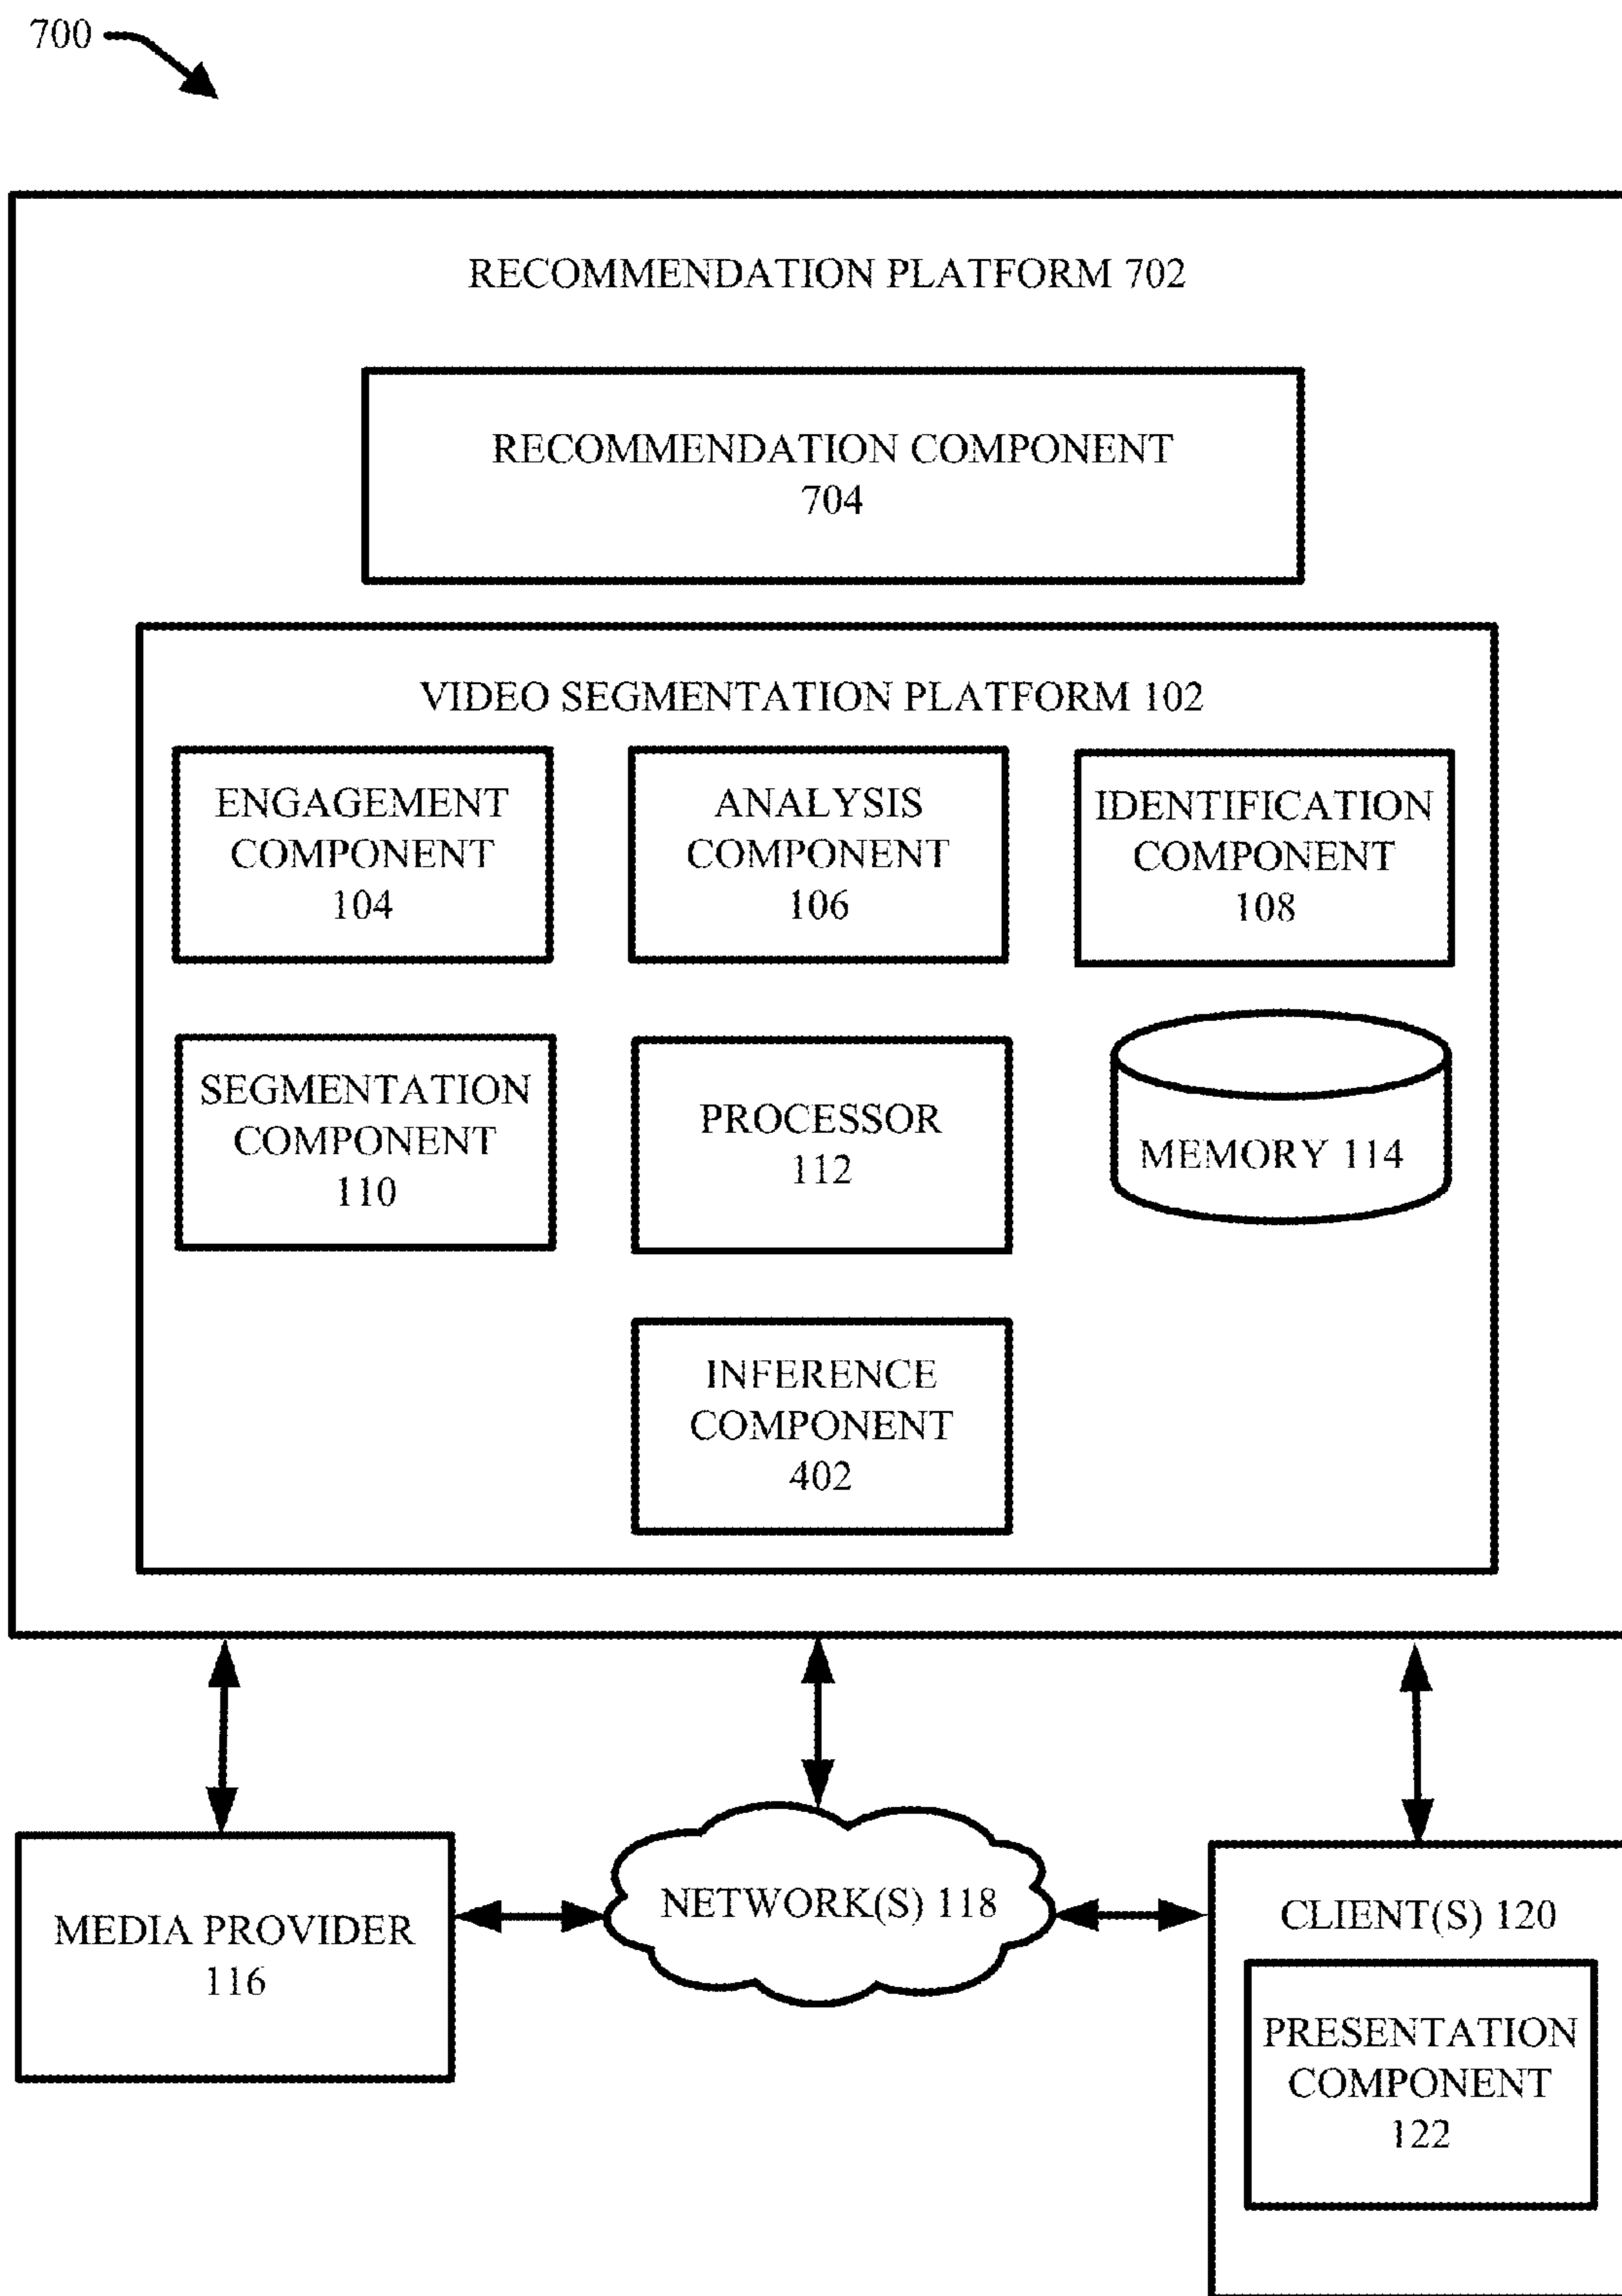 700
RECOMMENDATION PLATFORM 702
RECOMMENDATION COMPONENT
704
VIDEO SEGMENTATION PLATFORM 102
ENGAGEMENT
COMPONENT
104
ANALYSIS
COMPONENT
106
IDENTIFICATION
COMPONENT
108
SEGMENTATION
COMPONENT
110
PROCESSOR
112
MEMORY 114
INFERENCE
COMPONENT
402
MEDIA PROVIDER
116
NETWORK(S) 118
CLIENT(S) 120
PRESENTATION
COMPONENT
122